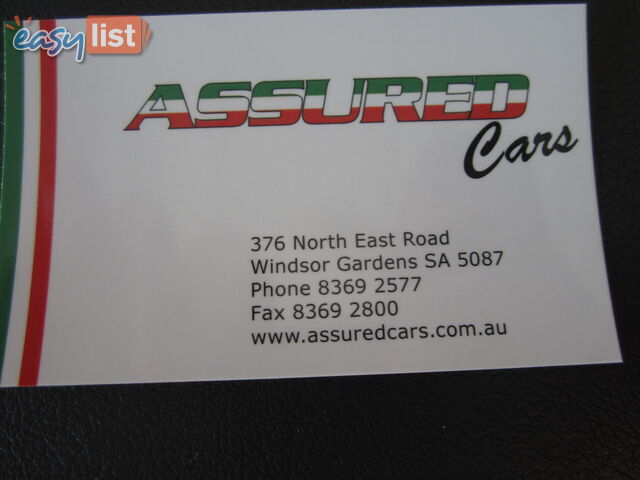 easylist
ASSURED
Cars
376 North East Road
Windsor Gardens SA 5087
Phone 8369 2577
Fax 8369 2800
www.assuredcars.com.au